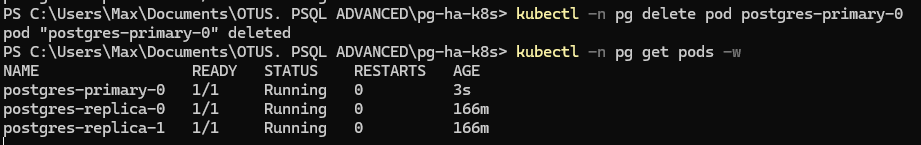 PS C:\Users\Max\Documents\OTUS. PSQL ADVANCED\pg-ha-k8s> kubectl -n pg delete pod postgres-primary-0
pod "postgres-primary-0" deleted
PS C:\Users\Max\Documents\OTUS. PSQL ADVANCED\pg-ha-k8s> kubectl -n pg get pods -w
NAME READY STATUS RESTARTS AGE
postgres-primary-0 1/1 Running 0 3s
postgres-replica-0 1/1 Running 0 166m
postgres-replica-1 1/1 Running 0 166m